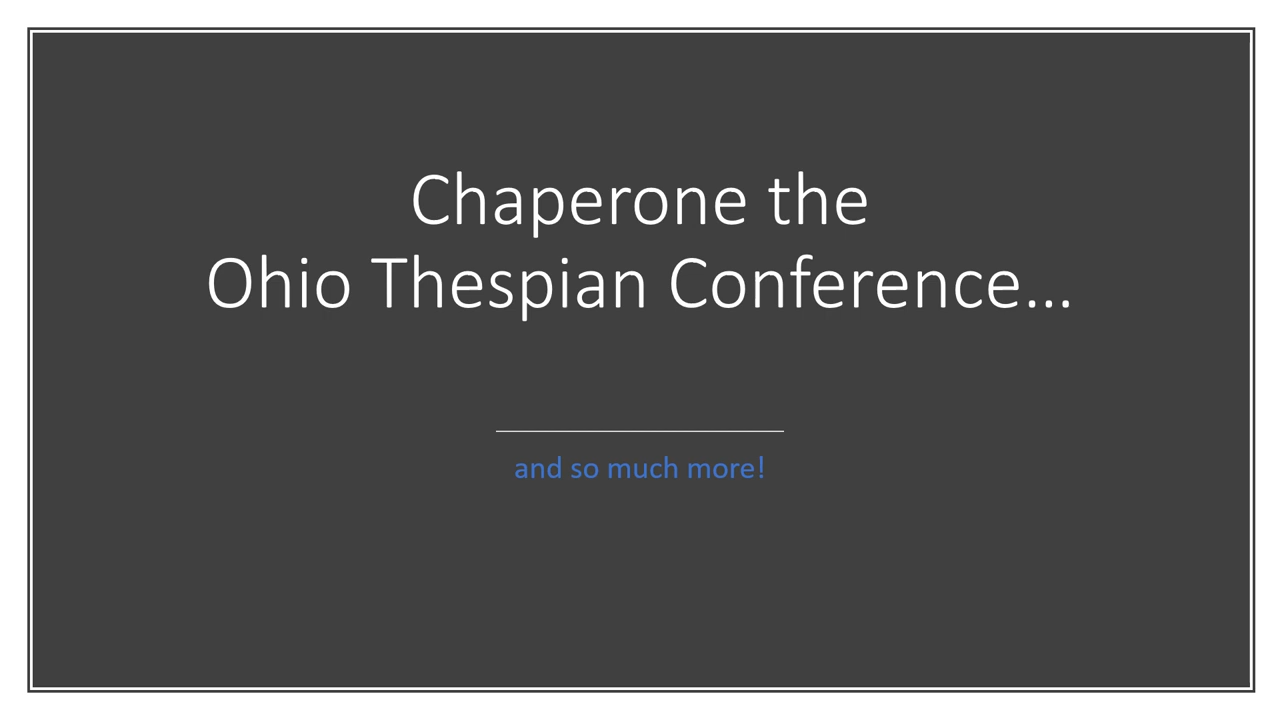 Chaperone the
Ohio Thespian Conference…
and so much more!